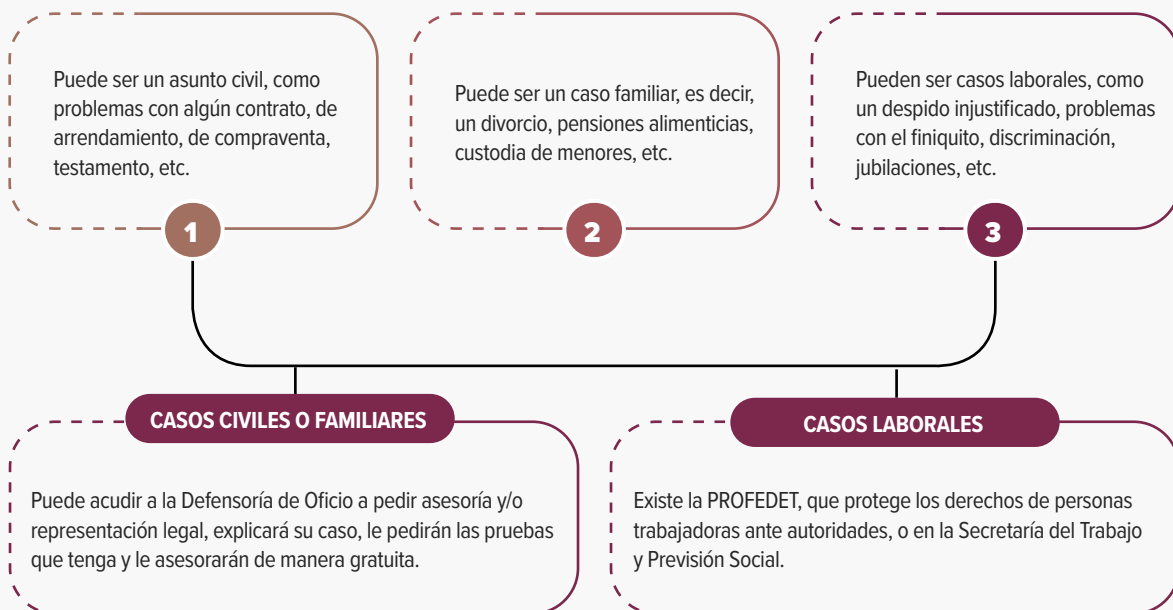 Puede ser un asunto civil, como
problemas con algún contrato, de
arrendamiento, de compraventa,
testamento, etc.
1
Puede ser un caso familiar, es decir,
un divorcio, pensiones alimenticias,
custodia de menores, etc.
2
Pueden ser casos laborales, como
un despido injustificado, problemas
con el finiquito, discriminación,
jubilaciones, etc.
3
CASOS CIVILES O FAMILIARES
Puede acudir a la Defensoría de Oficio a pedir asesoría y/o
representación legal, explicará su caso, le pedirán las pruebas
que tenga y le asesorarán de manera gratuita.
CASOS LABORALES
Existe la PROFEDET, que protege los derechos de personas
trabajadoras ante autoridades, o en la Secretaría del Trabajo
y Previsión Social.